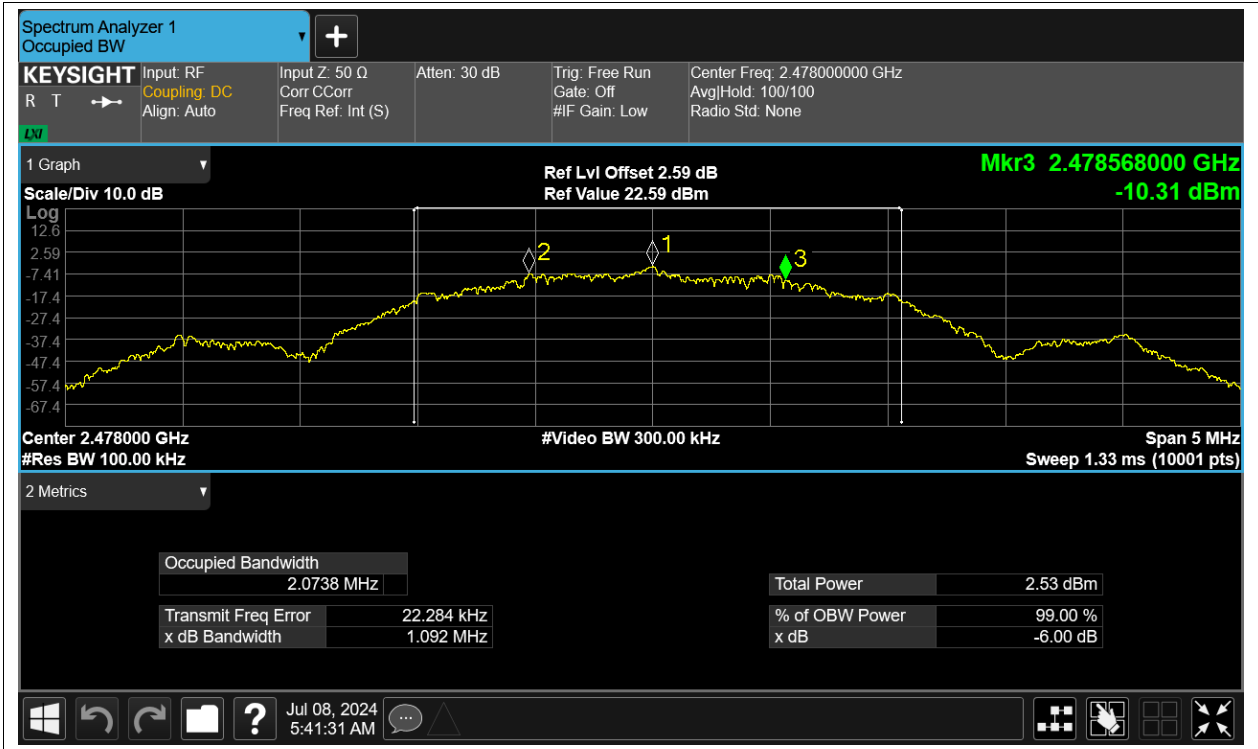 Spectrum Analyzer 1
Occupied BW
KEYSIGHT
R T
LXI
Input: RF
Coupling: DC
Align: Auto
Input Z: 50 Ω
Corr CCorr
Freq Ref: Int (S)
Atten: 30 dB
Trig: Free Run
Gate: Off
#IF Gain: Low
Center Freq: 2.478000000 GHz
Avg|Hold: 100/100
Radio Std: None
1 Graph
Scale/Div 10.0 dB
Ref Lvl Offset 2.59 dB
Ref Value 22.59 dBm
Mkr3 2.478568000 GHz
-10.31 dBm
Log
12.6
2.59
-7.41
-17.4
-27.4
-37.4
-47.4
-57.4
-67.4
2
1
3
Center 2.478000 GHz
#Res BW 100.00 kHz
#Video BW 300.00 kHz
Span 5 MHz
Sweep 1.33 ms (10001 pts)
2 Metrics
Occupied Bandwidth
2.0738 MHz
Transmit Freq Error 22.284 kHz
x dB Bandwidth 1.092 MHz
Total Power 2.53 dBm
% of OBW Power 99.00 %
x dB -6.00 dB
?
Jul 08, 2024
5:41:31 AM